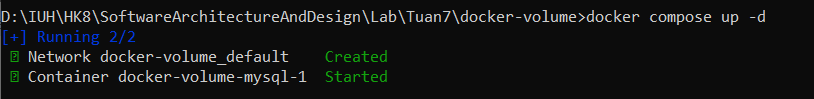 D:\IUH\HK8\SoftwareArchitectureAndDesign\Lab\Tuan7\docker-volume>docker compose up -d
[+] Running 2/2
⍰ Network docker-volume_default Created
⍰ Container docker-volume-mysql-1 Started